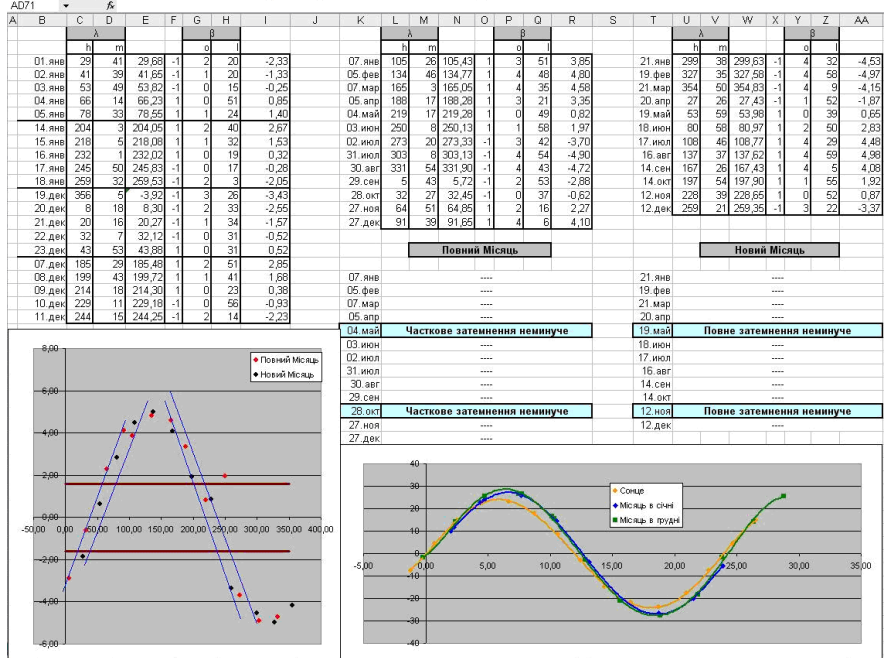 AD71 fx
A B C D E F G H I J K L M N O P Q R S T U V W X Y Z AA
λ β λ β λ β
h m o l h m o l h m o l
01.янв 29 41 29,68 -1 2 20 -2,33 07.янв 105 26 105,43 1 3 51 3,85 21.янв 299 38 299,63 -1 4 32 -4,53
02.янв 41 39 41,65 -1 1 20 -1,33 05.фев 134 46 134,77 1 4 48 4,80 19.фев 327 35 327,58 -1 4 58 -4,97
03.янв 53 49 53,82 -1 0 15 -0,25 07.мар 165 3 165,05 1 4 35 4,58 21.мар 354 50 354,83 -1 4 9 -4,15
04.янв 66 14 66,23 1 0 51 0,85 05.апр 188 17 188,28 1 3 21 3,35 20.апр 27 26 27,43 -1 1 52 -1,87
05.янв 78 33 78,55 1 1 24 1,40 04.май 219 17 219,28 1 0 49 0,82 19.май 53 59 53,98 1 0 39 0,65
14.янв 204 3 204,05 1 2 40 2,67 03.июн 250 8 250,13 1 1 58 1,97 18.июн 80 58 80,97 1 2 50 2,83
15.янв 218 5 218,08 1 1 32 1,53 02.июл 273 20 273,33 -1 3 42 -3,70 17.июл 108 46 108,77 1 4 29 4,48
16.янв 232 1 232,02 1 0 19 0,32 31.июл 303 8 303,13 -1 4 54 -4,90 16.авг 137 37 137,62 1 4 59 4,98
17.янв 245 50 245,83 -1 0 17 -0,28 30.авг 331 54 331,90 -1 4 43 -4,72 14.сен 167 26 167,43 1 4 5 4,08
18.янв 259 32 259,53 -1 2 3 -2,05 29.сен 5 43 5,72 -1 2 53 -2,88 14.окт 197 54 197,90 1 1 55 1,92
19.дек 356 5 -3,92 -1 3 26 -3,43 28.окт 32 27 32,45 -1 0 37 -0,62 12.ноя 228 39 228,65 1 0 52 0,87
20.дек 8 18 8,30 -1 2 33 -2,55 27.ноя 64 51 64,85 1 2 16 2,27 12.дек 259 21 259,35 -1 3 22 -3,37
21.дек 20 16 20,27 -1 1 34 -1,57 27.дек 91 39 91,65 1 4 6 4,10
22.дек 32 7 32,12 -1 0 31 -0,52
23.дек 43 53 43,88 1 0 31 0,52 Повний Місяць Новий Місяць
07.дек 185 29 185,48 1 2 51 2,85
08.дек 199 43 199,72 1 1 41 1,68 07.янв ---- 21.янв ----
09.дек 214 18 214,30 1 0 23 0,38 05.фев ---- 19.фев ----
10.дек 229 11 229,18 -1 0 56 -0,93 07.мар ---- 21.мар ----
11.дек 244 15 244,25 -1 2 14 -2,23 05.апр ---- 20.апр ----
04.май Часткове затемнення неминуче 19.май Повне затемнення неминуче
03.июн ---- 18.июн ----
02.июл ---- 17.июл ----
31.июл ---- 16.авг ----
30.авг ---- 14.сен ----
29.сен ---- 14.окт ----
28.окт Часткове затемнення неминуче 12.ноя Повне затемнення неминуче
27.ноя ---- 12.дек ----
27.дек ----
8,00
6,00
4,00
2,00
0,00
-2,00
-4,00
-6,00
-50,00 0,00 50,00 100,00 150,00 200,00 250,00 300,00 350,00 400,00
Повний Місяць
Новий Місяць
40
30
20
10
0
-10
-20
-30
-40
-5,00 0,00 5,00 10,00 15,00 20,00 25,00 30,00 35,00
Сонце
Місяць в січні
Місяць в грудні